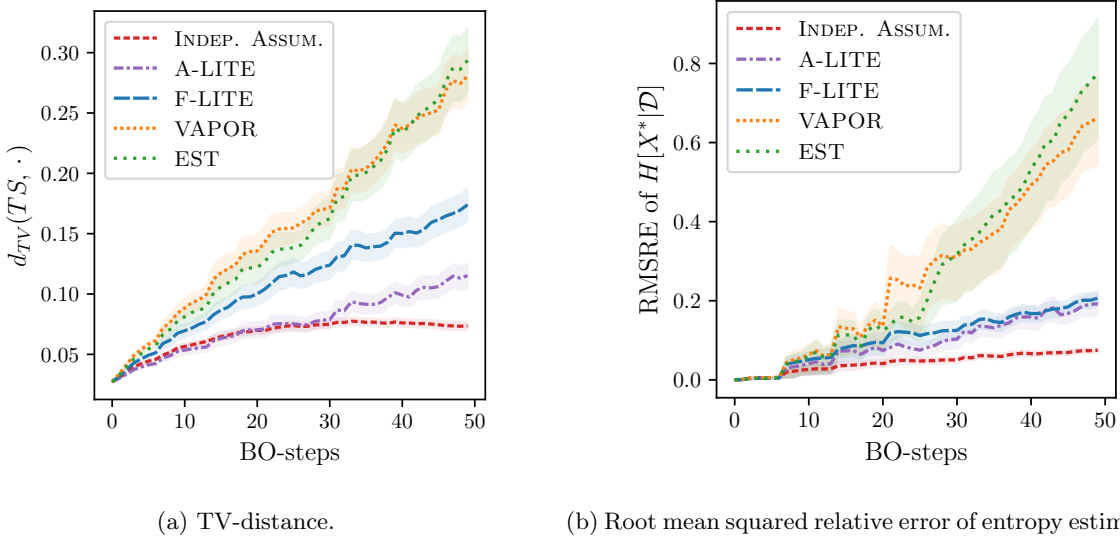 INDEP. ASSUM.
A-LITE
F-LITE
VAPOR
EST
d_{TV}(TS, ·)
0.30
0.25
0.20
0.15
0.10
0.05
0
10
20
30
40
50
BO-steps
(a) TV-distance.
INDEP. ASSUM.
A-LITE
F-LITE
VAPOR
EST
RMSRE of H[X*|𝒟]
0.8
0.6
0.4
0.2
0.0
0
10
20
30
40
50
BO-steps
(b) Root mean squared relative error of entropy estim